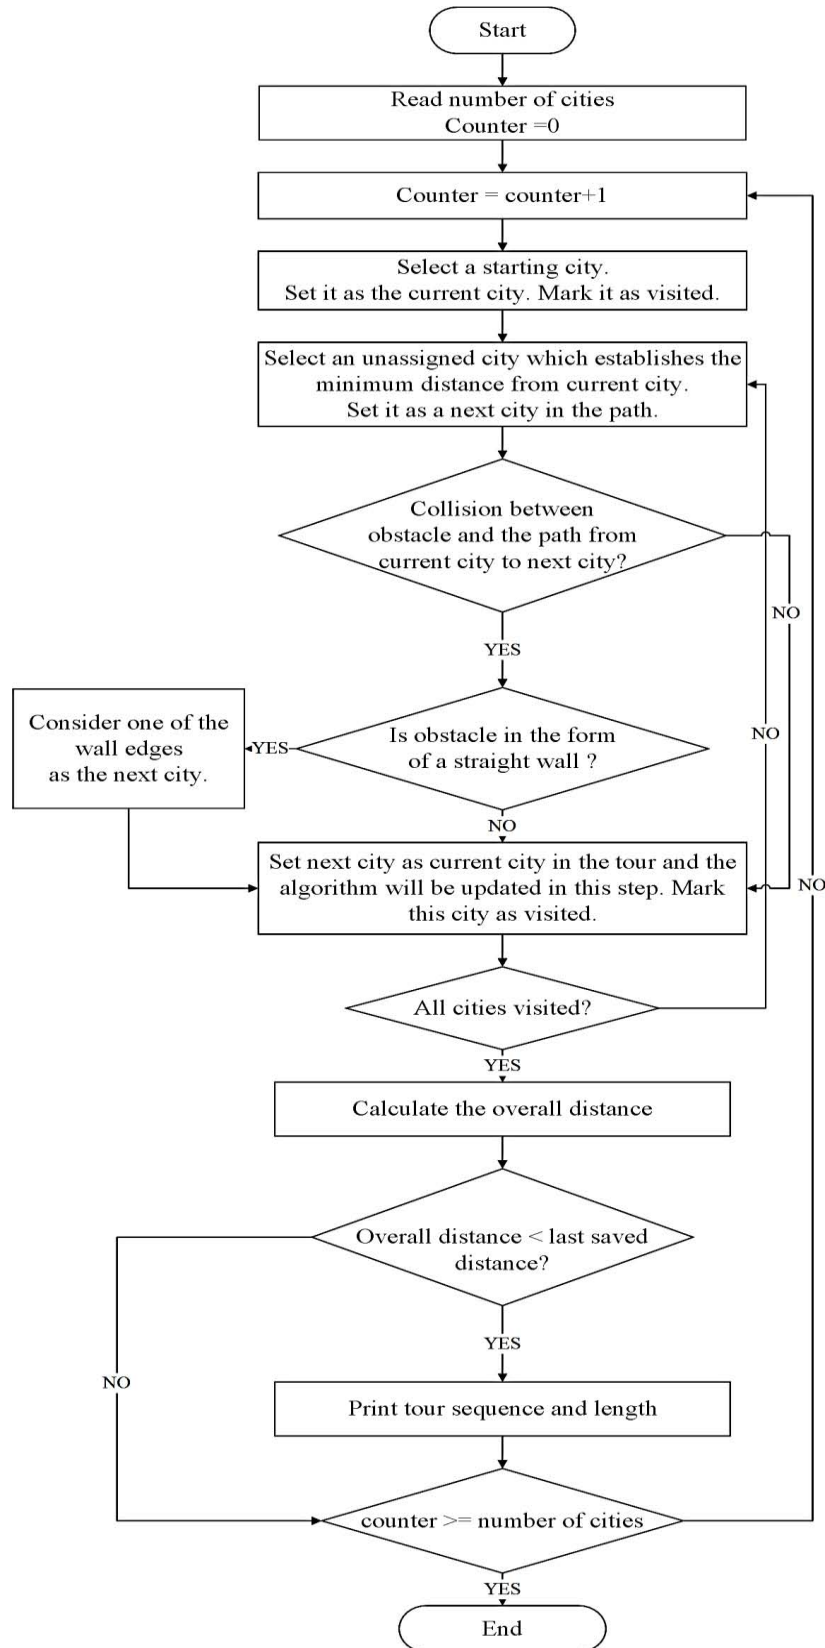 Start
Read number of cities
Counter =0
Counter = counter+1
Select a starting city.
Set it as the current city. Mark it as visited.
Select an unassigned city which establishes the
minimum distance from current city.
Set it as a next city in the path.
Collision between
obstacle and the path from
current city to next city?
NO
YES
Consider one of the
wall edges
as the next city.
YES
Is obstacle in the form
of a straight wall ?
NO
NO
Set next city as current city in the tour and the
algorithm will be updated in this step. Mark
this city as visited.
NO
All cities visited?
YES
Calculate the overall distance
Overall distance < last saved
distance?
YES
NO
Print tour sequence and length
counter >= number of cities
YES
End